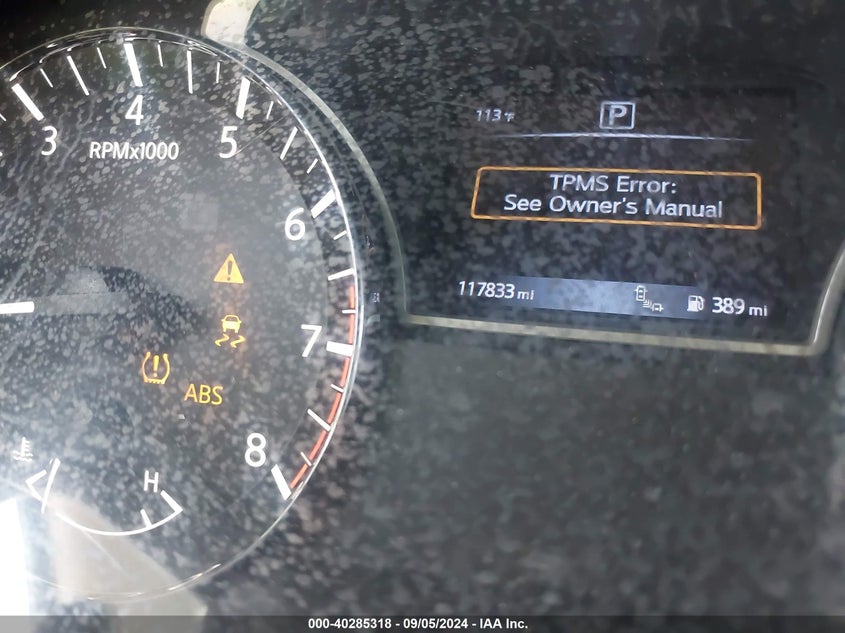 3
4
5
6
7
8
RPMx1000
ABS
H
113°F
P
TPMS Error:
See Owner's Manual
117833 mi
389 mi
000-40285318 - 09/05/2024 - IAA Inc.